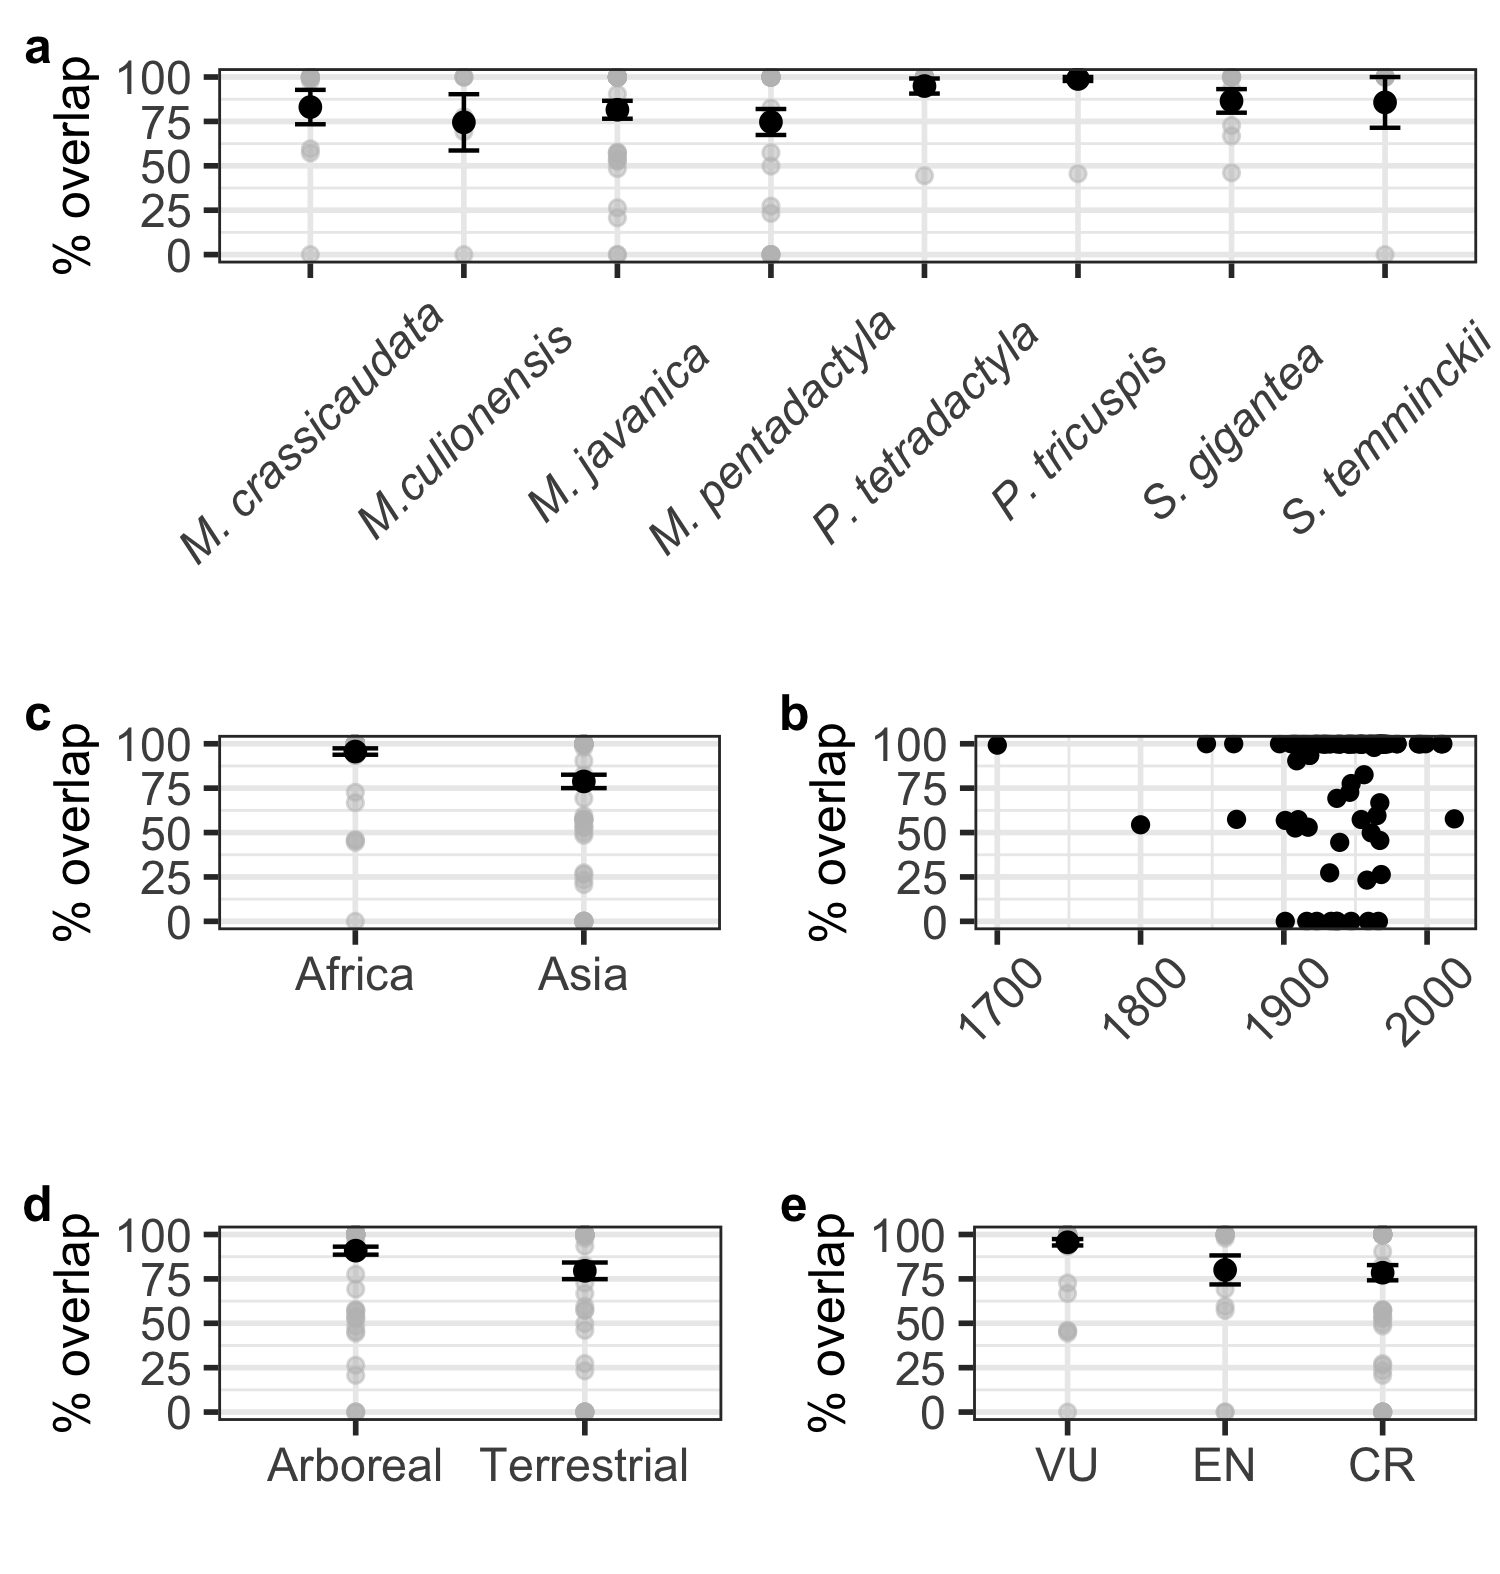 a
% overlap
100
75
50
25
0
M. crassicaudata
M.culionensis
M. javanica
M. pentadactyla
P. tetradactyla
P. tricuspis
S. gigantea
S. temminckii
c
% overlap
100
75
50
25
0
Africa
Asia
b
% overlap
100
75
50
25
0
1700
1800
1900
2000
d
% overlap
100
75
50
25
0
Arboreal
Terrestrial
e
% overlap
100
75
50
25
0
VU
EN
CR